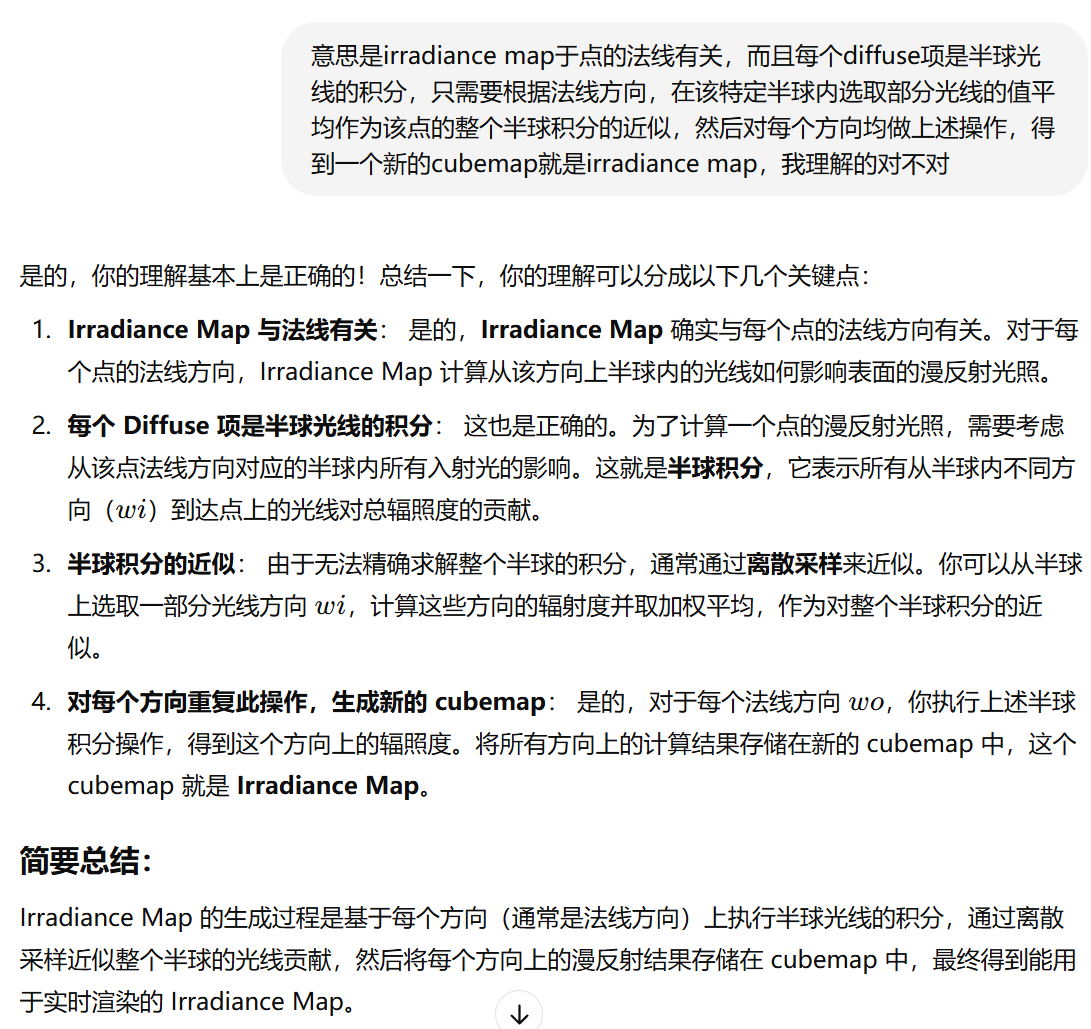 意思是irradiance map于点的法线有关，而且每个diffuse项是半球光
线的积分，只需要根据法线方向，在该特定半球内选取部分光线的值平
均作为该点的整个半球积分的近似，然后对每个方向均做上述操作，得
到一个新的cubemap就是irradiance map，我理解的对不对
是的，你的理解基本上是正确的！总结一下，你的理解可以分成以下几个关键点：
1. Irradiance Map 与法线有关： 是的，Irradiance Map 确实与每个点的法线方向有关。对于每
个点的法线方向，Irradiance Map 计算从该方向上半球内的光线如何影响表面的漫反射光照。
2. 每个 Diffuse 项是半球光线的积分： 这也是正确的。为了计算一个点的漫反射光照，需要考虑
从该点法线方向对应的半球内所有入射光的影响。这就是半球积分，它表示所有从半球内不同方
向（wi）到达点上的光线对总辐照度的贡献。
3. 半球积分的近似： 由于无法精确求解整个半球的积分，通常通过离散采样来近似。你可以从半球
上选取一部分光线方向 wi，计算这些方向的辐射度并取加权平均，作为对整个半球积分的近
似。
4. 对每个方向重复此操作，生成新的 cubemap： 是的，对于每个法线方向 wo，你执行上述半球
积分操作，得到这个方向上的辐照度。将所有方向上的计算结果存储在新的 cubemap 中，这个
cubemap 就是 Irradiance Map。
简要总结：
Irradiance Map 的生成过程是基于每个方向（通常是法线方向）上执行半球光线的积分，通过离散
采样近似整个半球的光线贡献，然后将每个方向上的漫反射结果存储在 cubemap 中，最终得到能用
于实时渲染的 Irradiance Map。